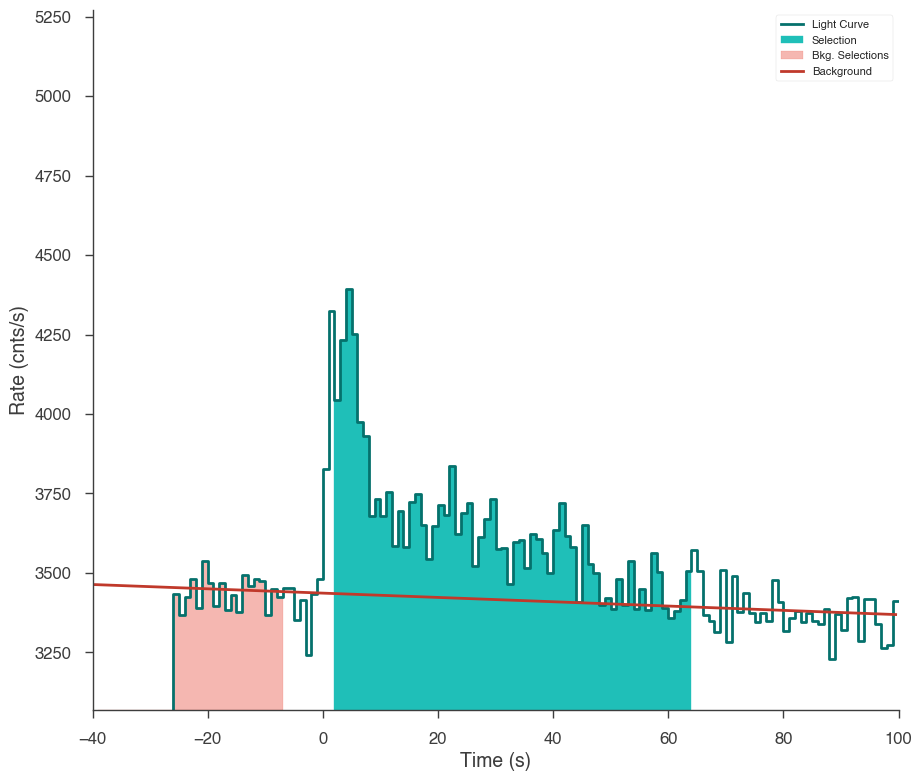 5250
5000
4750
4500
4250
4000
3750
3500
3250
Rate (cnts/s)
Light Curve
Selection
Bkg. Selections
Background
−40 −20 0 20 40 60 80 100
Time (s)